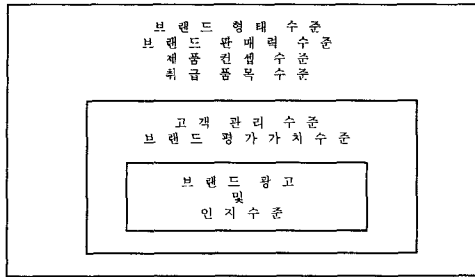 브 랜 드 형 태 수 준
브 랜 드 판 매 력 수 준
제 품 컨 셉 수 준
취 급 품 목 수 준
고 객 관 리 수 준
브 랜 드 평 가 가 치 수 준
브 랜 드 광 고
및
인 지 수 준